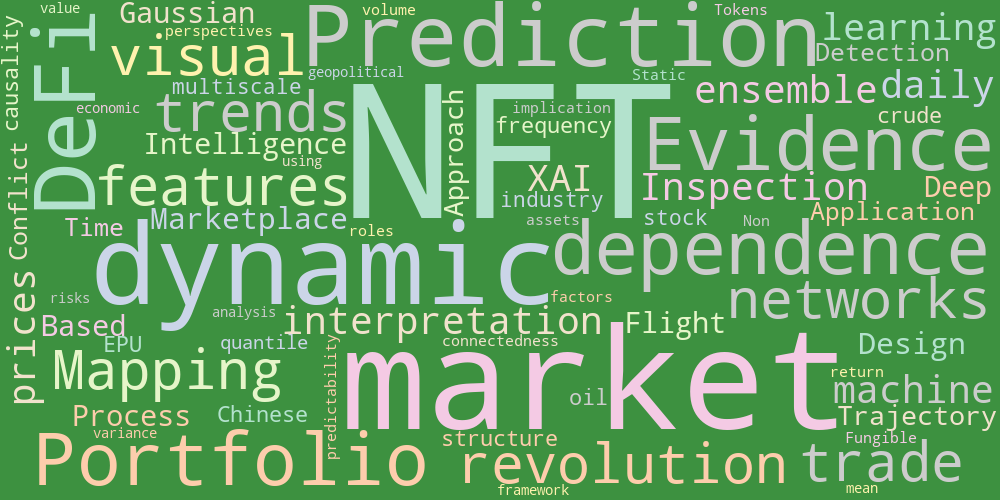 value
Gaussian
volume
Prediction
Tokens
learning
perspectives
visual
Detection
causality
DeFi
geopolitical
Static
multiscale
ensemble
daily
economic
trends
NFT
Approach
implication
crude
frequency
Evidence
Intelligence
using
features
XAI
Inspection
Deep
industry
Conflict
Marketplace
Time
roles
assets
stock
Non
Application
dynamic
dependence
prices
risks
analysis
factors
networks
Based
interpretation
Flight
EPU
quantile
connectedness
Design
Mapping
predictability
market
return
machine
oil
Process
Chinese
Trajectory
variance
structure
Fungible
Portfolio
revolution
trade
framework
mean